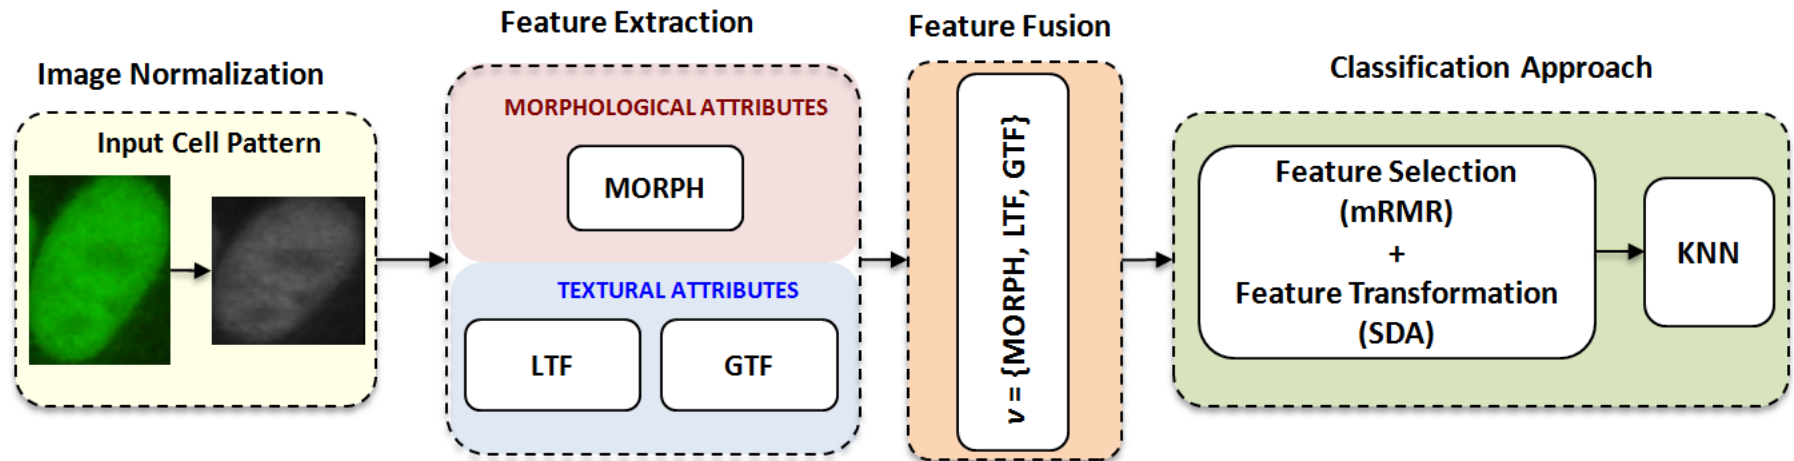 Image Normalization
Input Cell Pattern
Feature Extraction
MORPHOLOGICAL ATTRIBUTES
MORPH
TEXTURAL ATTRIBUTES
LTF
GTF
Feature Fusion
v = {MORPH, LTF, GTF}
Classification Approach
Feature Selection
(mRMR)
+
Feature Transformation
(SDA)
KNN